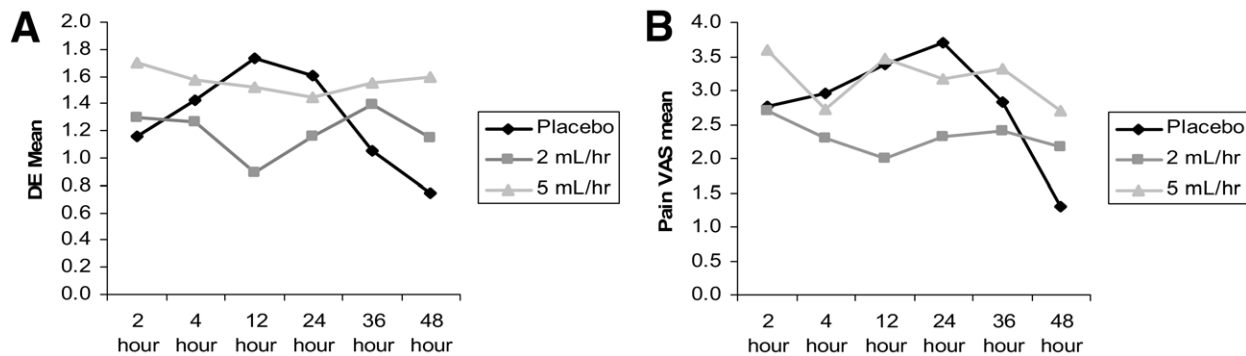 A
DE Mean
2.0
1.8
1.6
1.4
1.2
1.0
0.8
0.6
0.4
0.2
0.0
2 4 12 24 36 48
hour hour hour hour hour hour
Placebo
2 mL/hr
5 mL/hr
B
Pain VAS mean
4.0
3.5
3.0
2.5
2.0
1.5
1.0
0.5
0.0
2 4 12 24 36 48
hour hour hour hour hour hour
Placebo
2 mL/hr
5 mL/hr